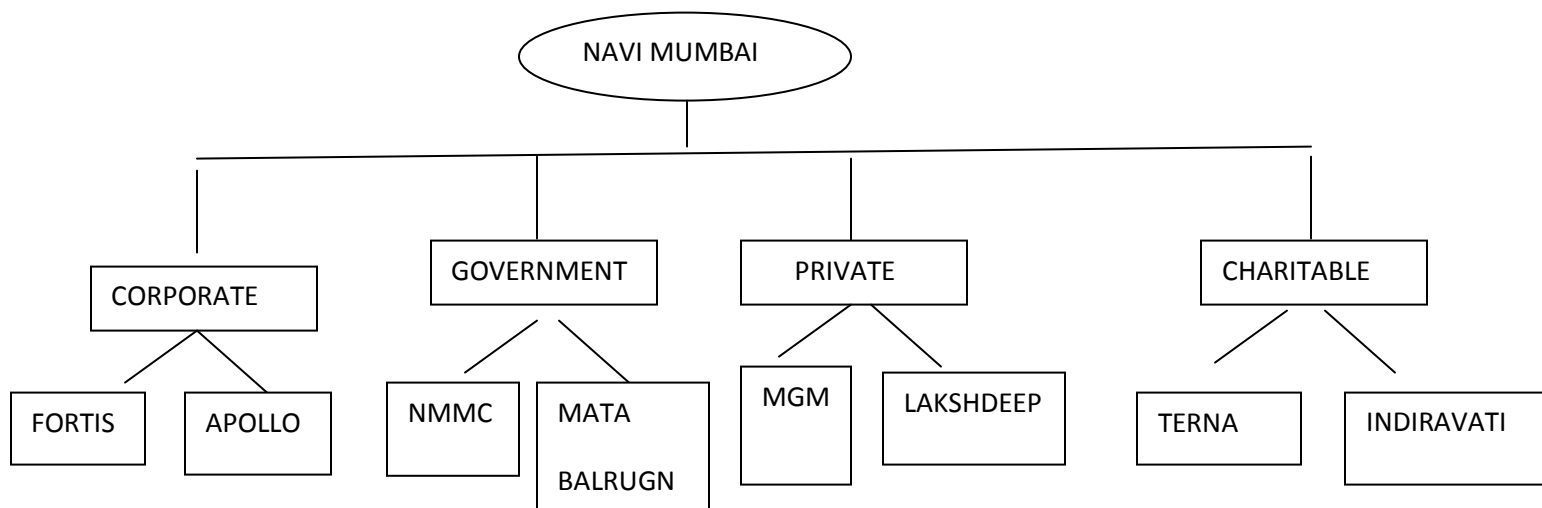 NAVI MUMBAI
CORPORATE
GOVERNMENT
PRIVATE
CHARITABLE
FORTIS
APOLLO
NMMC
MATA
BALRUGN
MGM
LAKSHDEEP
TERNA
INDIRAVATI